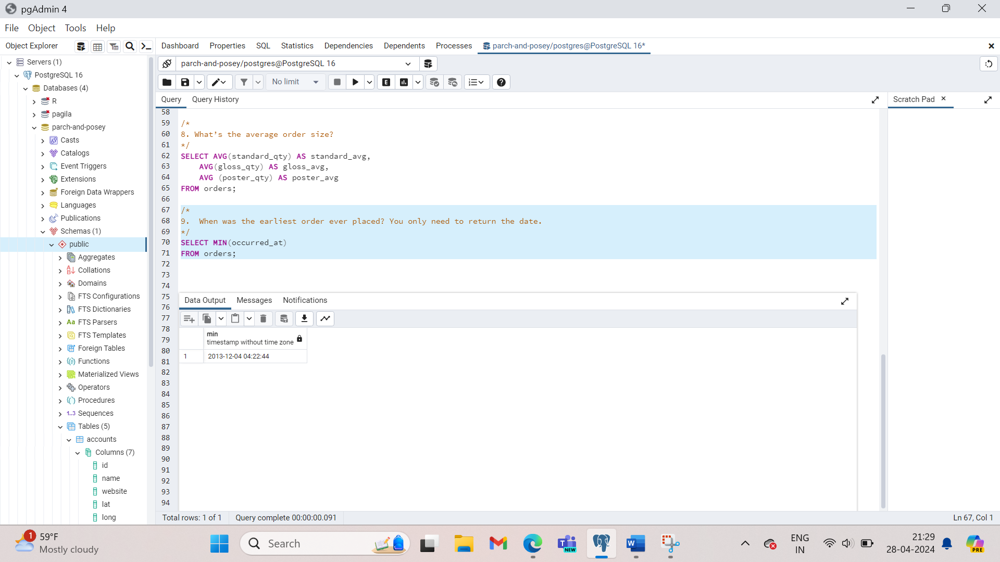 pgAdmin 4
File Object Tools Help
Object Explorer
Dashboard Properties SQL Statistics Dependencies Dependents Processes parch-and-posey/postgres@PostgreSQL 16*
Servers (1)
PostgreSQL 16
Databases (4)
R
pagila
parch-and-posey
Casts
Catalogs
Event Triggers
Extensions
Foreign Data Wrappers
Languages
Publications
Schemas (1)
public
Aggregates
Collations
Domains
FTS Configurations
FTS Dictionaries
Aa FTS Parsers
FTS Templates
Foreign Tables
Functions
Materialized Views
Operators
Procedures
1..3 Sequences
Tables (5)
accounts
Columns (7)
id
name
website
lat
long
parch-and-posey/postgres@PostgreSQL 16
No limit
E
Query Query History
Scratch Pad
58
59 /*
60 8. What’s the average order size?
61 */
62 SELECT AVG(standard_qty) AS standard_avg,
63 AVG(gloss_qty) AS gloss_avg,
64 AVG (poster_qty) AS poster_avg
65 FROM orders;
66
67 /*
68 9.  When was the earliest order ever placed? You only need to return the date.
69 */
70 SELECT MIN(occurred_at)
71 FROM orders;
72
73
74
75
76
77
78
79
80
81
82
83
84
85
86
87
88
89
90
91
92
93
94
Data Output Messages Notifications
min
timestamp without time zone
1 2013-12-04 04:22:44
Total rows: 1 of 1 Query complete 00:00:00.091
Ln 67, Col 1
1
59°F
Mostly cloudy
Search
T
NEW
W
ENG
IN
21:29
28-04-2024
PRE